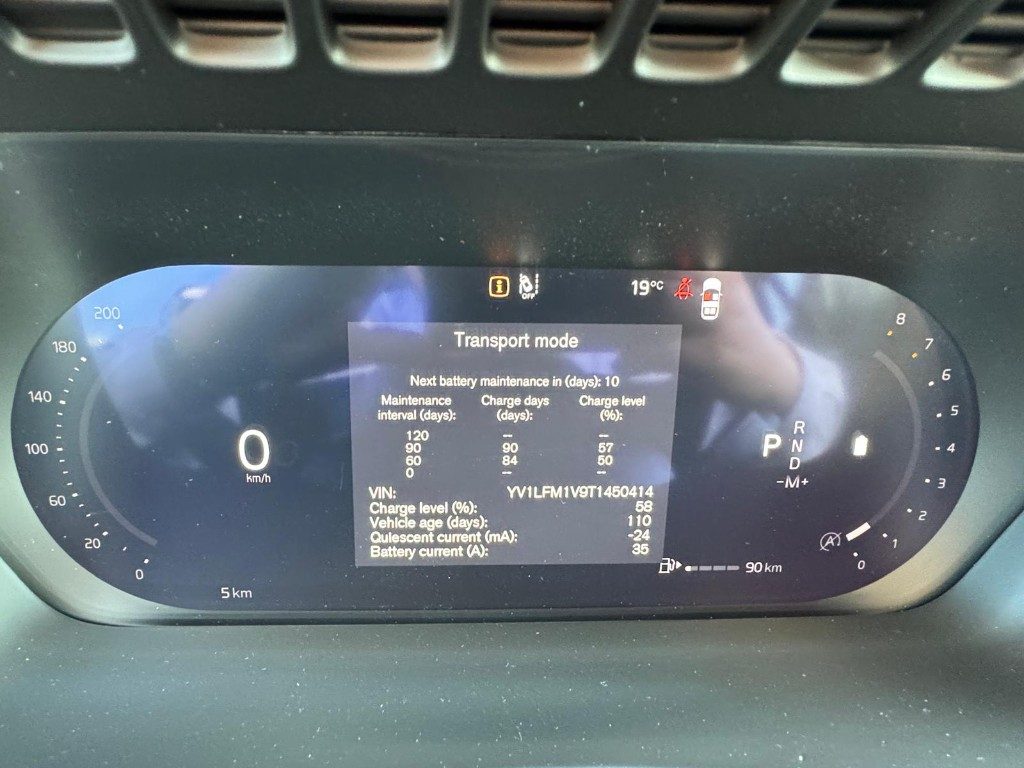 OFF
19°C
200
180
140
100
60
20
0
0
km/h
5 km
Transport mode
Next battery maintenance in (days): 10
Maintenance interval (days): Charge days (days): Charge level (%):
120 -- --
90 90 57
60 84 50
0 -- --
VIN: YV1LFM1V9T1450414
Charge level (%): 58
Vehicle age (days): 110
Quiescent current (mA): -24
Battery current (A): 35
P
R
N
D
-M+
8
7
6
5
4
3
2
1
0
A
90 km